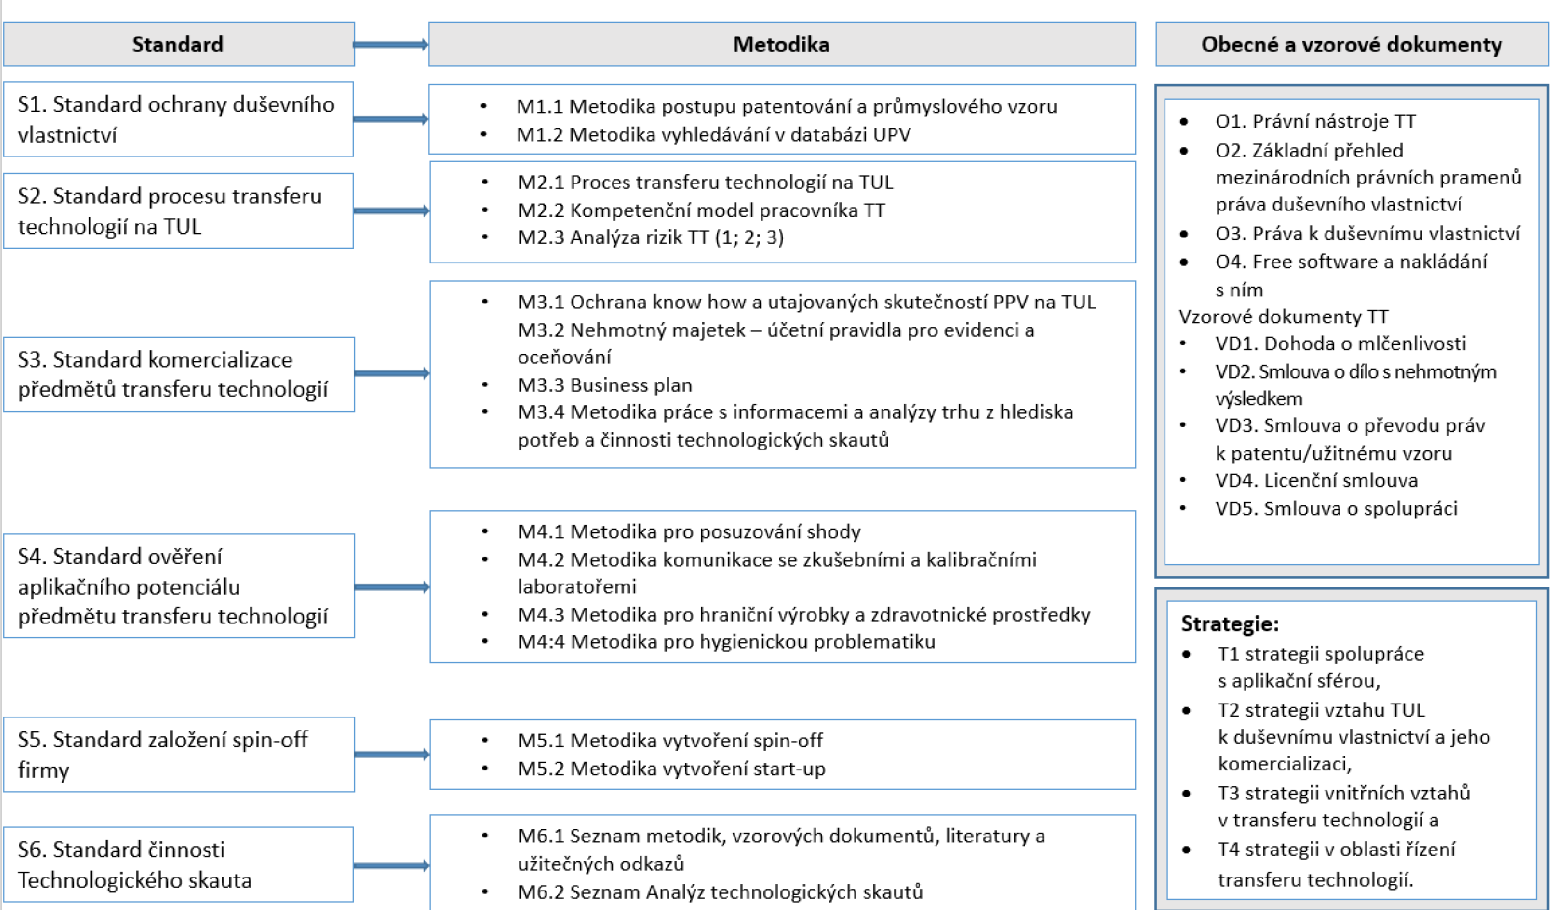 Standard
Metodika
Obecné a vzorové dokumenty
S1. Standard ochrany duševního
vlastnictví
• M1.1 Metodika postupu patentování a průmyslového vzoru
• M1.2 Metodika vyhledávání v databázi UPV
S2. Standard procesu transferu
technologií na TUL
• M2.1 Proces transferu technologií na TUL
• M2.2 Kompetenční model pracovníka TT
• M2.3 Analýza rizik TT (1; 2; 3)
S3. Standard komercializace
předmětů transferu technologií
• M3.1 Ochrana know how a utajovaných skutečností PPV na TUL
M3.2 Nehmotný majetek – účetní pravidla pro evidenci a
oceňování
• M3.3 Business plan
• M3.4 Metodika práce s informacemi a analýzy trhu z hlediska
potřeb a činnosti technologických skautů
S4. Standard ověření
aplikačního potenciálu
předmětu transferu technologií
• M4.1 Metodika pro posuzování shody
• M4.2 Metodika komunikace se zkušebními a kalibračními
laboratořemi
• M4.3 Metodika pro hraniční výrobky a zdravotnické prostředky
• M4:4 Metodika pro hygienickou problematiku
S5. Standard založení spin-off
firmy
• M5.1 Metodika vytvoření spin-off
• M5.2 Metodika vytvoření start-up
S6. Standard činnosti
Technologického skauta
• M6.1 Seznam metodik, vzorových dokumentů, literatury a
užitečných odkazů
• M6.2 Seznam Analýz technologických skautů
• O1. Právní nástroje TT
• O2. Základní přehled
mezinárodních právních pramenů
práva duševního vlastnictví
• O3. Práva k duševnímu vlastnictví
• O4. Free software a nakládání
s ním
Vzorové dokumenty TT
• VD1. Dohoda o mlčenlivosti
• VD2. Smlouva o dílo s nehmotným
výsledkem
• VD3. Smlouva o převodu práv
k patentu/užitnému vzoru
• VD4. Licenční smlouva
• VD5. Smlouva o spolupráci
Strategie:
• T1 strategii spolupráce
s aplikační sférou,
• T2 strategii vztahu TUL
k duševnímu vlastnictví a jeho
komercializaci,
• T3 strategii vnitřních vztahů
v transferu technologií a
• T4 strategii v oblasti řízení
transferu technologií.